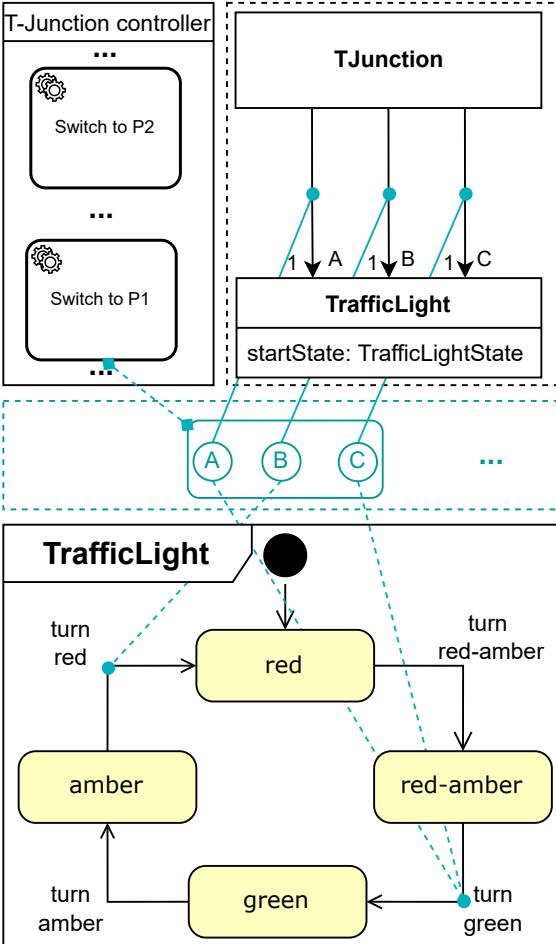 T-Junction controller
...
Switch to P2
...
Switch to P1
...
TJunction
1 A
1 B
1 C
TrafficLight
startState: TrafficLightState
A
B
C
...
TrafficLight
turn
red
red
turn
red-amber
amber
red-amber
turn
amber
green
turn
green